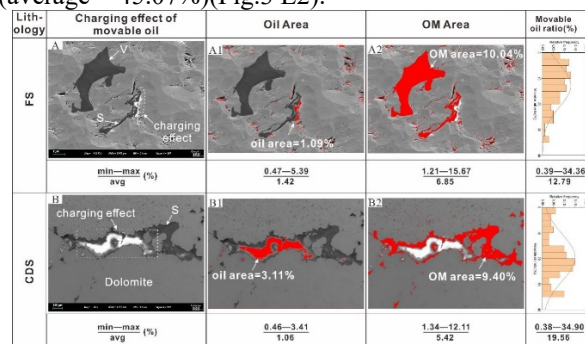 (average = 45.07%)(Fig.3 E2).
Lith-
ology
Charging effect of
movable oil
Oil Area
OM Area
Movable
oil ratio(%)
FS
A
V
S
charging
effect
A1
oil area=1.09%
A2
OM area=10.04%
min—max
avg
(%)
0.47—5.39
1.42
1.21—15.67
6.85
0.39—34.36
12.79
CDS
B
S
charging effect
Dolomite
B1
oil area=3.11%
B2
OM area=9.40%
min—max
avg
(%)
0.46—3.41
1.06
1.34—12.11
5.42
0.38—34.90
19.56